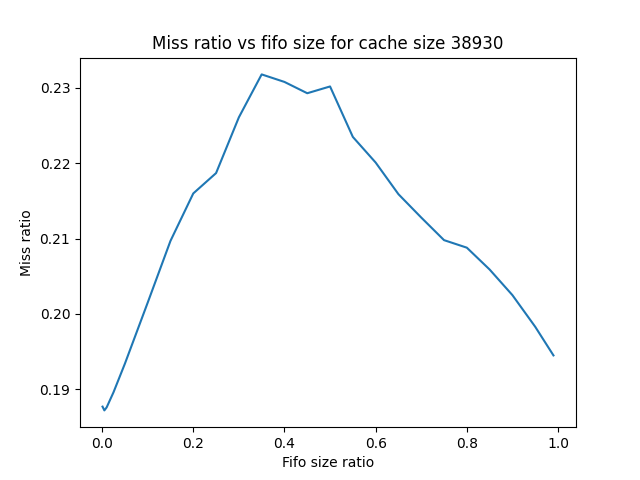 Miss ratio vs fifo size for cache size 38930
0.23
0.22
0.21
0.20
0.19
Miss ratio
0.0 0.2 0.4 0.6 0.8 1.0
Fifo size ratio